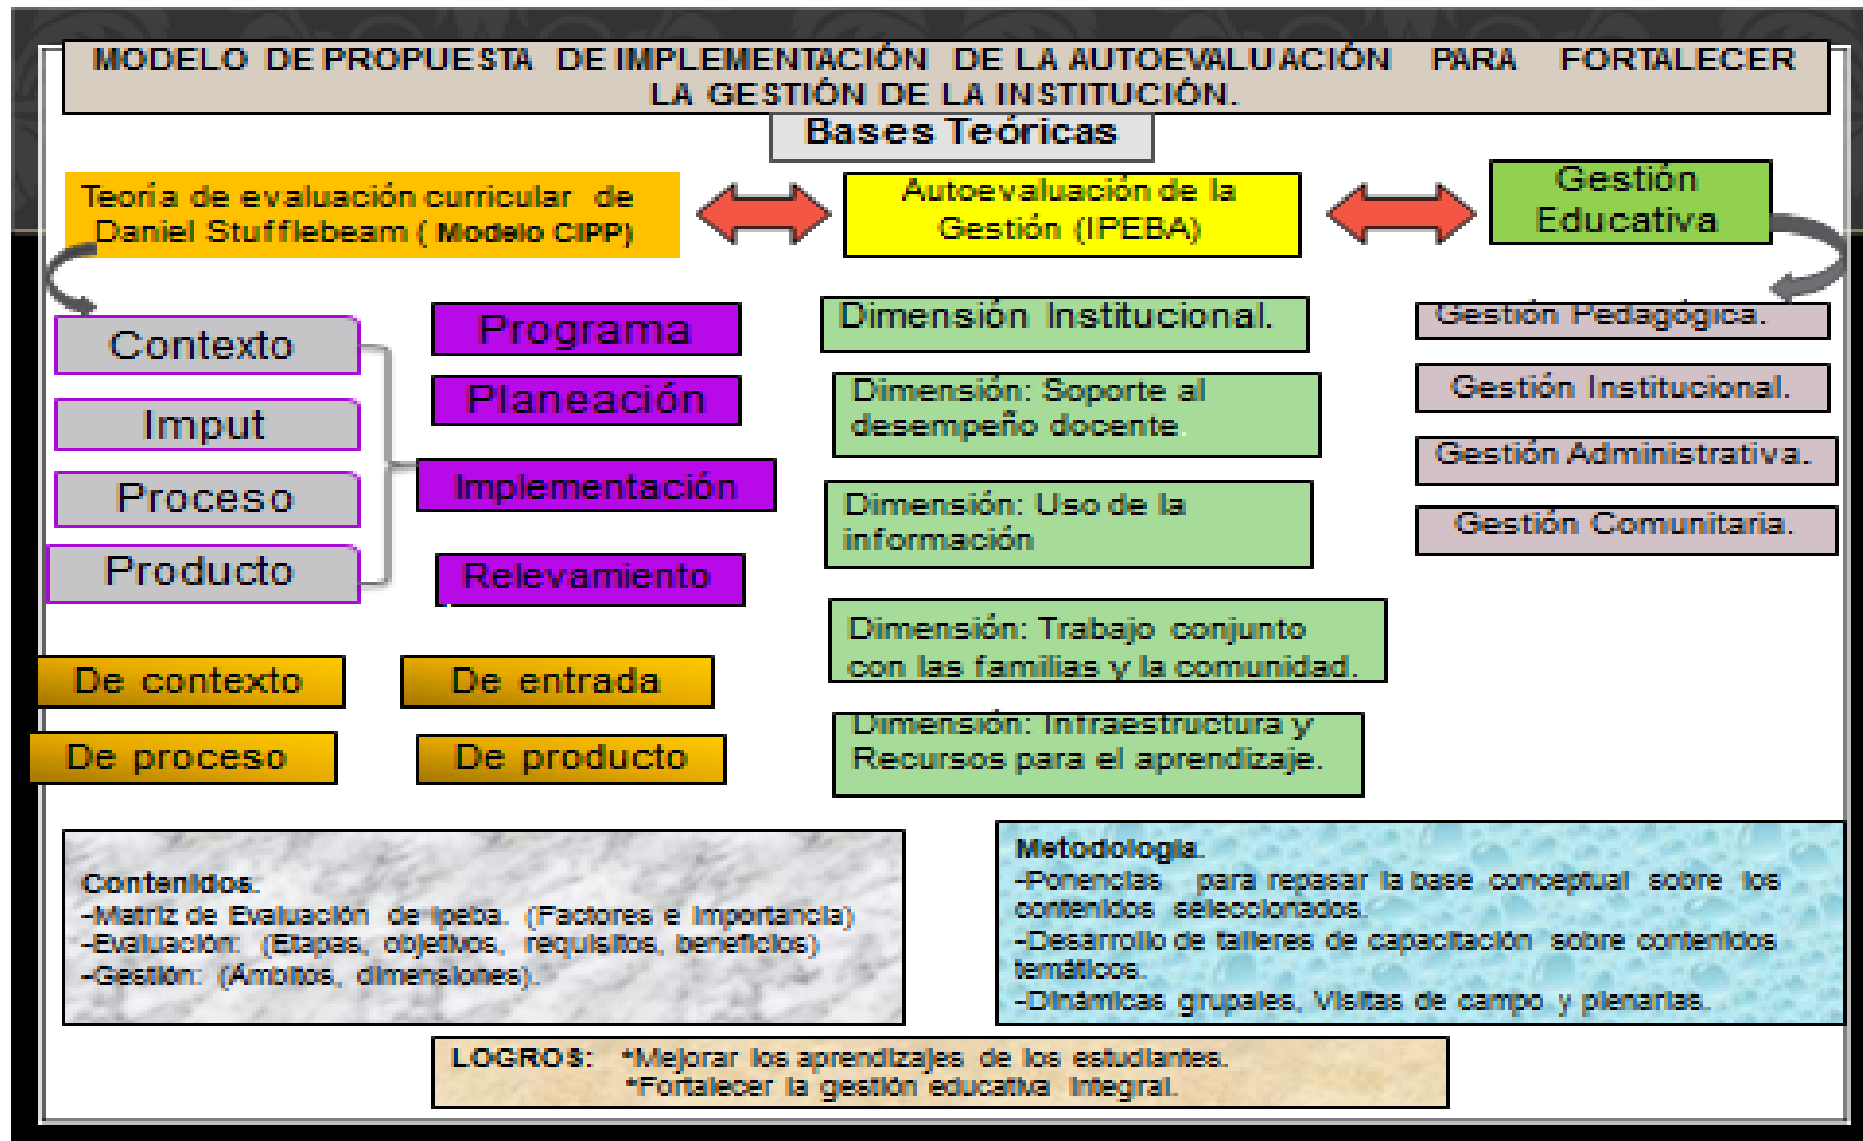 MODELO DE PROPUESTA DE IMPLEMENTACIÓN DE LA AUTOEVALUACIÓN PARA FORTALECER
LA GESTIÓN DE LA INSTITUCIÓN.
Bases Teóricas
Teoría de evaluación curricular de
Daniel Stufflebeam ( Modelo CIPP)
Autoevaluación de la
Gestión (IPEBA)
Gestión
Educativa
Contexto
Imput
Proceso
Producto
Programa
Planeación
Implementación
Relevamiento
De contexto
De entrada
De proceso
De producto
Dimensión Institucional.
Dimensión: Soporte al
desempeño docente.
Dimensión: Uso de la
información
Dimensión: Trabajo conjunto
con las familias y la comunidad.
Dimensión: Infraestructura y
Recursos para el aprendizaje.
Gestión Pedagógica.
Gestión Institucional.
Gestión Administrativa.
Gestión Comunitaria.
Contenidos:
-Matriz de Evaluación de Ipeba. (Factores e Importancia)
-Evaluación: (Etapas, objetivos, requisitos, beneficios)
-Gestión: (Ámbitos, dimensiones).
Metodología.
-Ponencias para repasar la base conceptual sobre los
contenidos seleccionados.
-Desarrollo de talleres de capacitación sobre contenidos
temáticos.
-Dinámicas grupales, Visitas de campo y plenarias.
LOGROS: *Mejorar los aprendizajes de los estudiantes.
*Fortalecer la gestión educativa Integral.